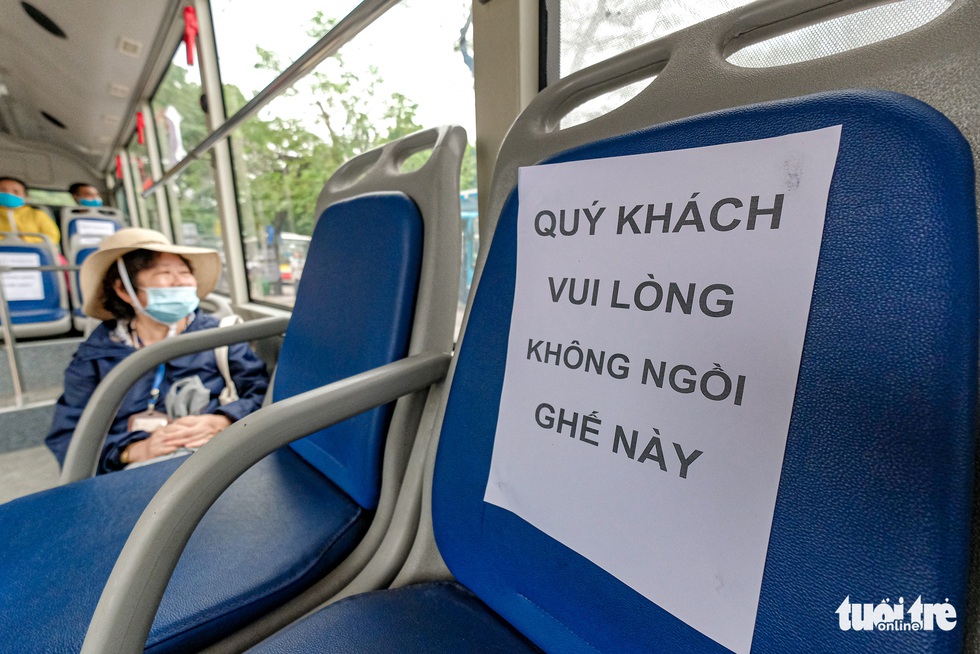 QUÝ KHÁCH
VUI LÒNG
KHÔNG NGỒI
GHẾ NÀY
tuổi trẻ
online